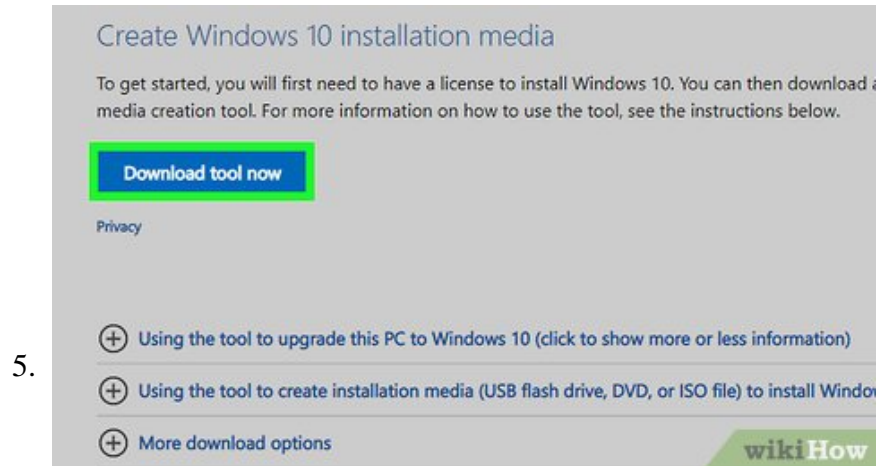 Create Windows 10 installation media
To get started, you will first need to have a license to install Windows 10. You can then download a
media creation tool. For more information on how to use the tool, see the instructions below.
Download tool now
Privacy
Using the tool to upgrade this PC to Windows 10 (click to show more or less information)
5.
Using the tool to create installation media (USB flash drive, DVD, or ISO file) to install Window
More download options
wikiHow